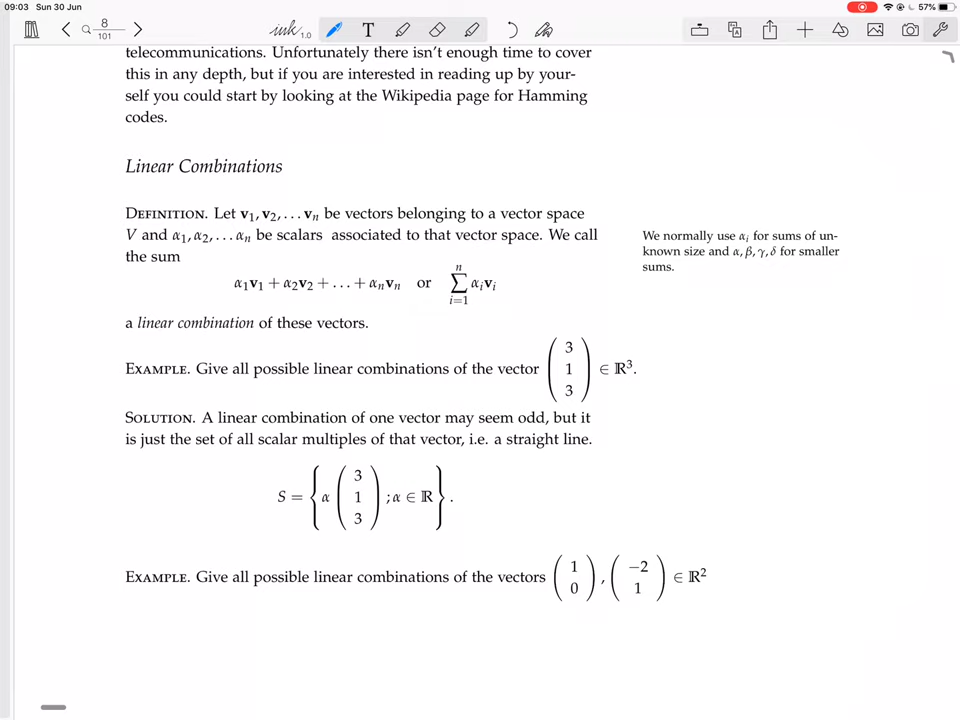 09:03 Sun 30 Jun
57%
8
101
ink 1.0
T
telecommunications. Unfortunately there isn't enough time to cover
this in any depth, but if you are interested in reading up by your-
self you could start by looking at the Wikipedia page for Hamming
codes.
Linear Combinations
DEFINITION. Let v₁, v₂, . . . vₙ be vectors belonging to a vector space
V and α₁, α₂, . . . αₙ be scalars associated to that vector space. We call
the sum
α₁v₁ + α₂v₂ + . . . + αₙvₙ or ∑ᵢ₌₁ⁿ αᵢvᵢ
a linear combination of these vectors.
We normally use αᵢ for sums of un-
known size and α, β, γ, δ for smaller
sums.
EXAMPLE. Give all possible linear combinations of the vector ( 3 1 3 ) ∈ ℝ³.
SOLUTION. A linear combination of one vector may seem odd, but it
is just the set of all scalar multiples of that vector, i.e. a straight line.
S = { α ( 3 1 3 ) ; α ∈ ℝ } .
EXAMPLE. Give all possible linear combinations of the vectors ( 1 0 ) , ( −2 1 ) ∈ ℝ²